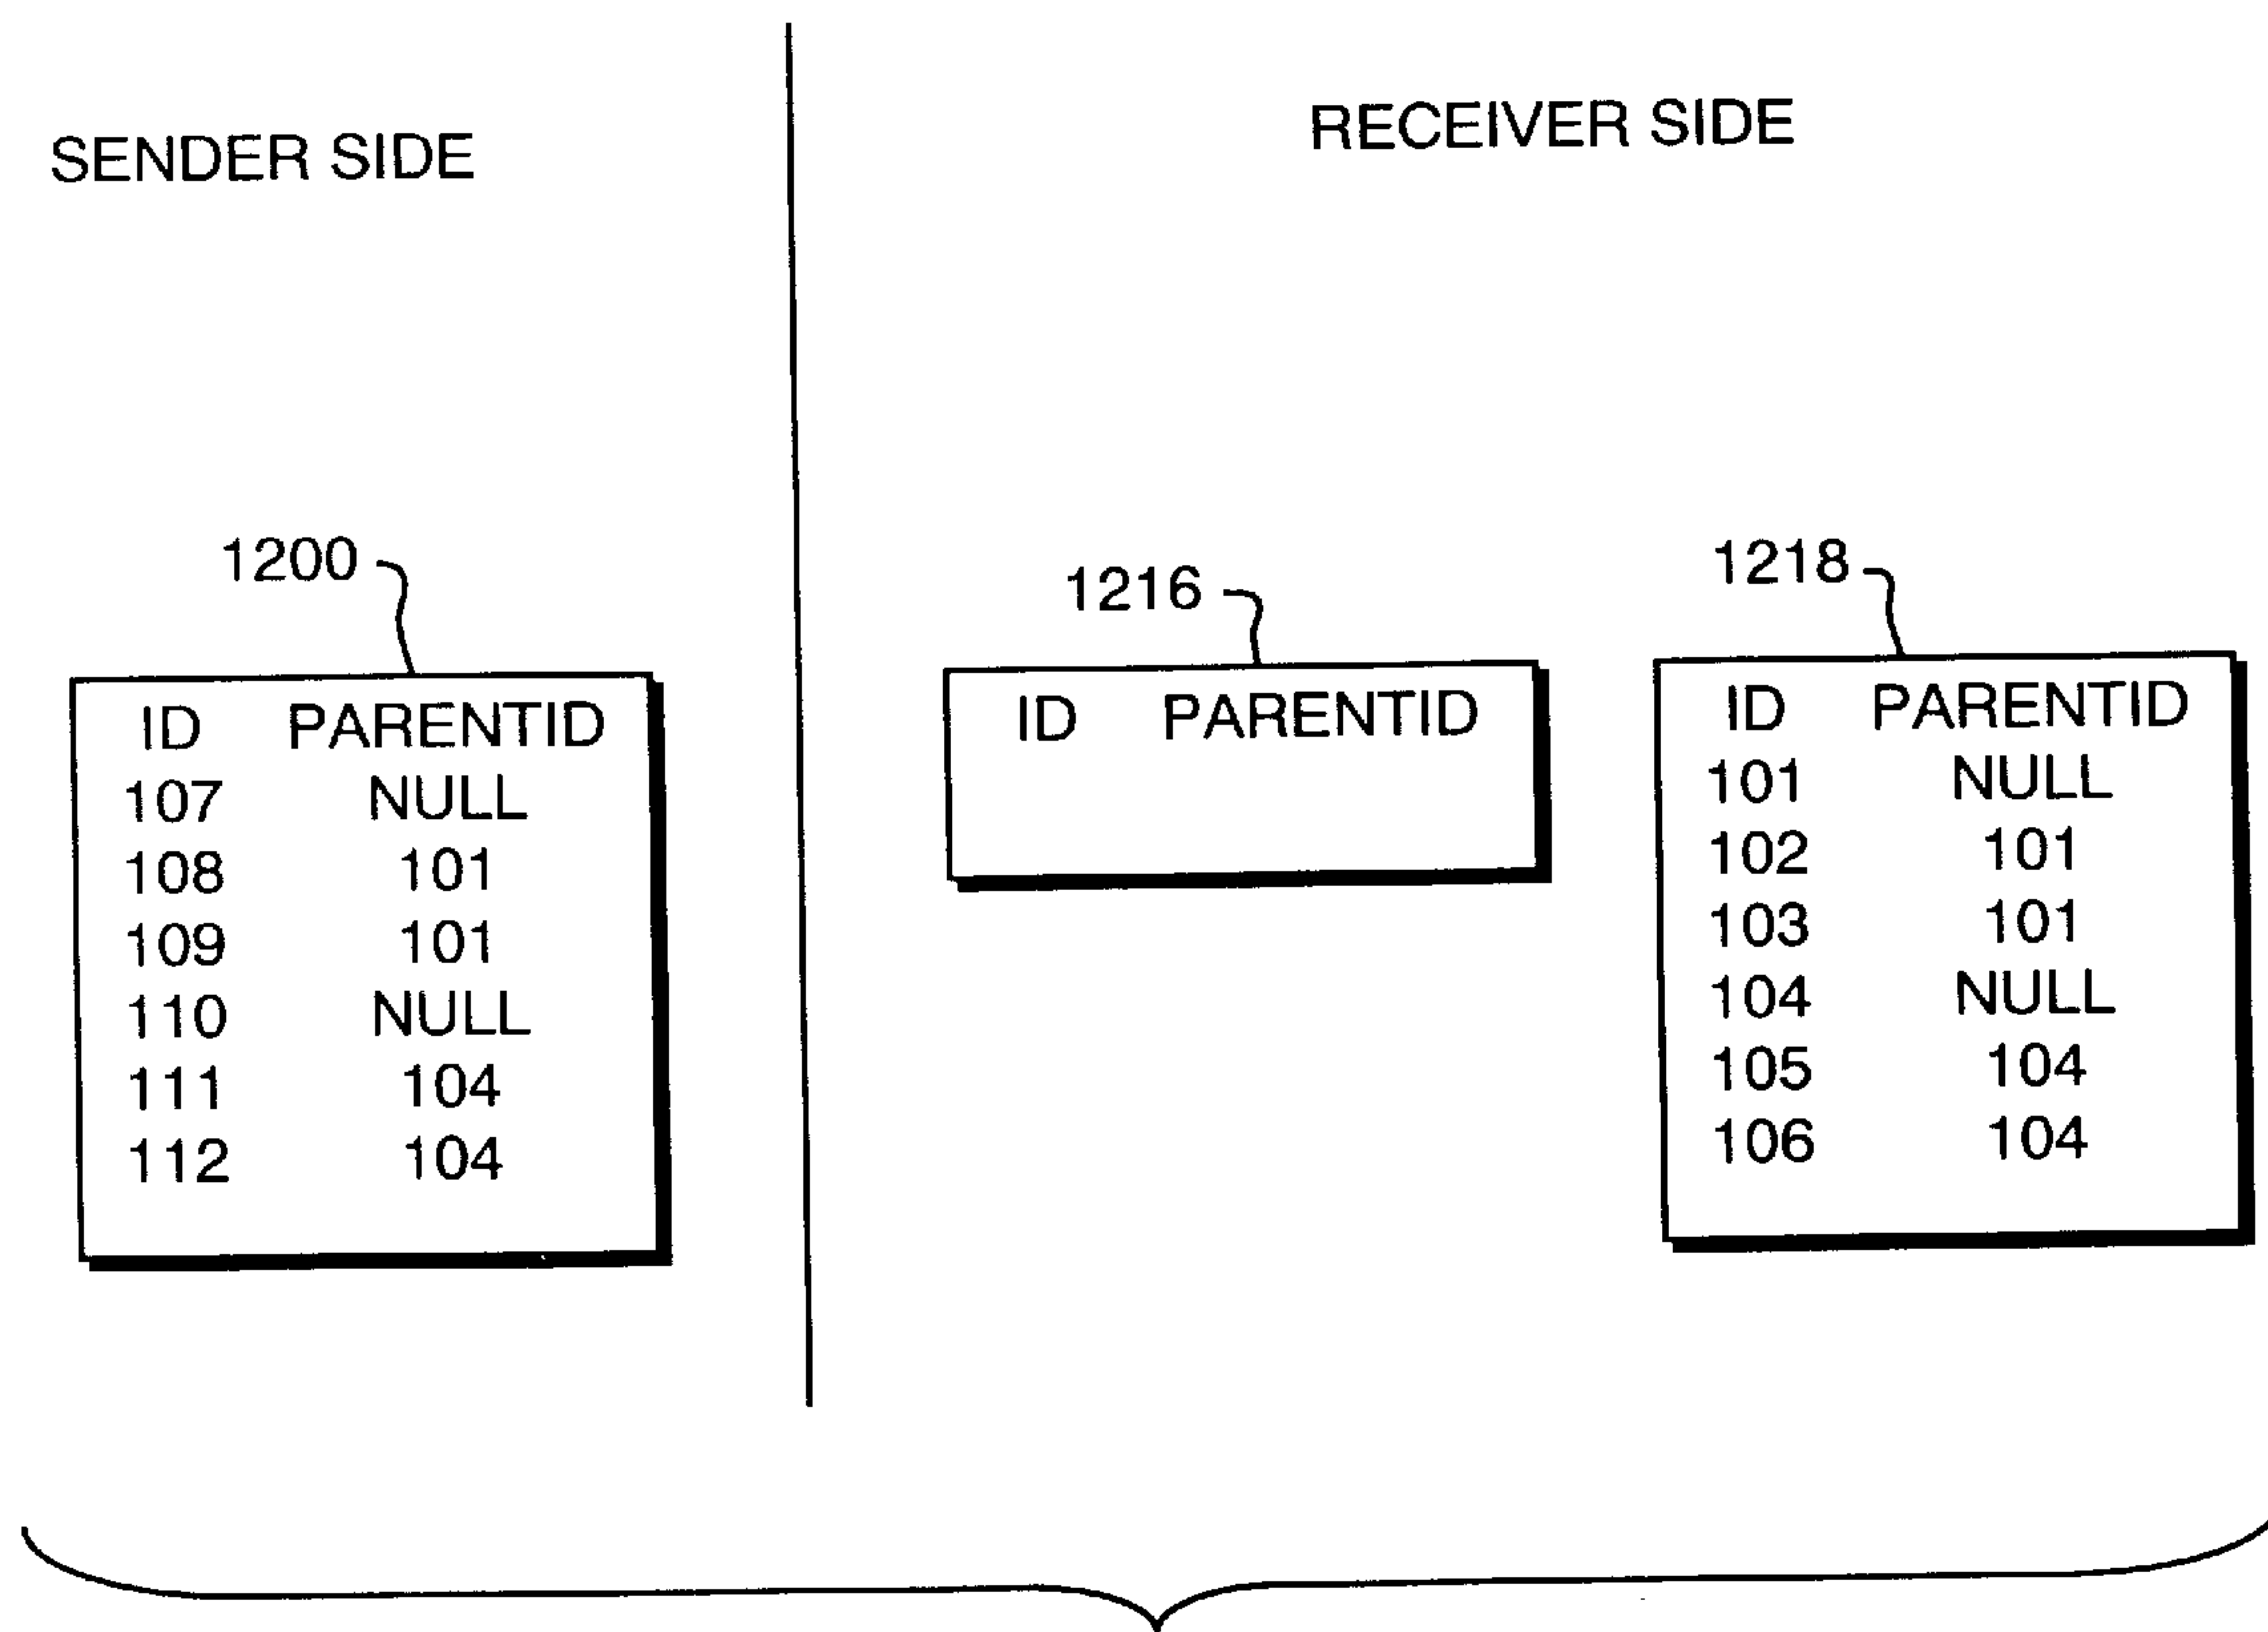 SENDER SIDE
RECEIVER SIDE
1200
ID PARENTID
107 NULL
108 101
109 101
110 NULL
111 104
112 104
1216
ID PARENTID
1218
ID PARENTID
101 NULL
102 101
103 101
104 NULL
105 104
106 104